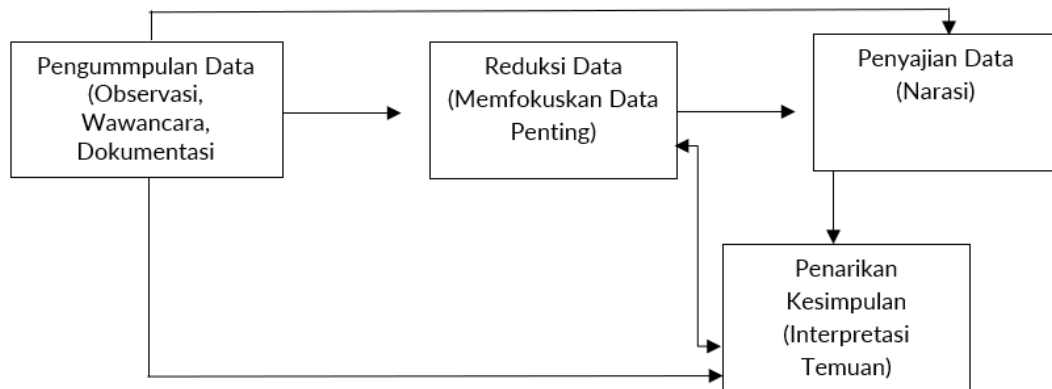 Pengummpulan Data
(Observasi,
Wawancara,
Dokumentasi
Reduksi Data
(Memfokuskan Data
Penting)
Penyajian Data
(Narasi)
Penarikan
Kesimpulan
(Interpretasi
Temuan)